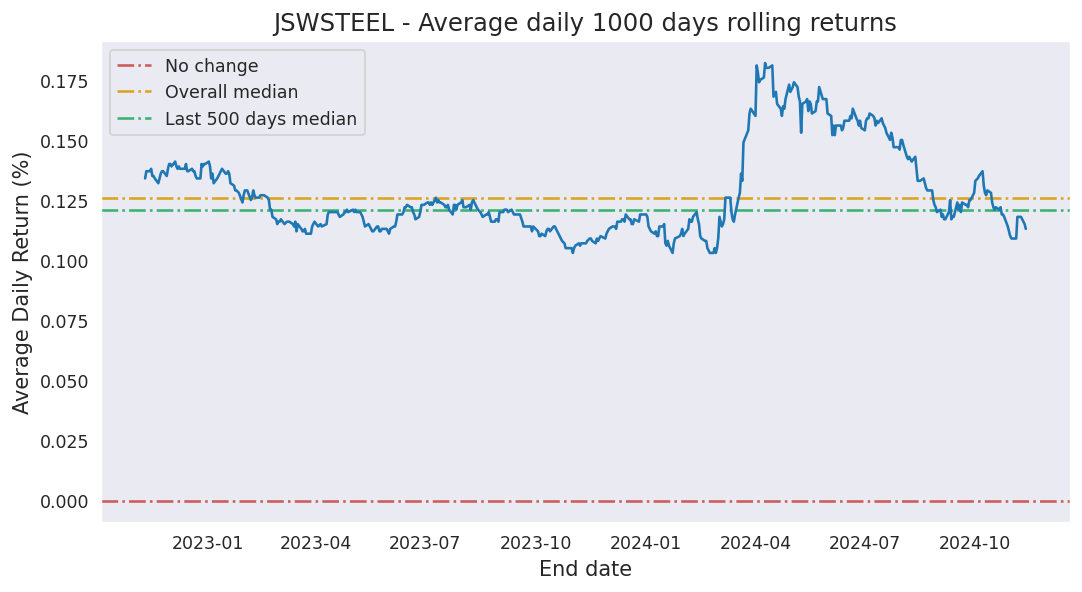 JSWSTEEL - Average daily 1000 days rolling returns
No change
Overall median
Last 500 days median
Average Daily Return (%)
0.175
0.150
0.125
0.100
0.075
0.050
0.025
0.000
2023-01 2023-04 2023-07 2023-10 2024-01 2024-04 2024-07 2024-10
End date